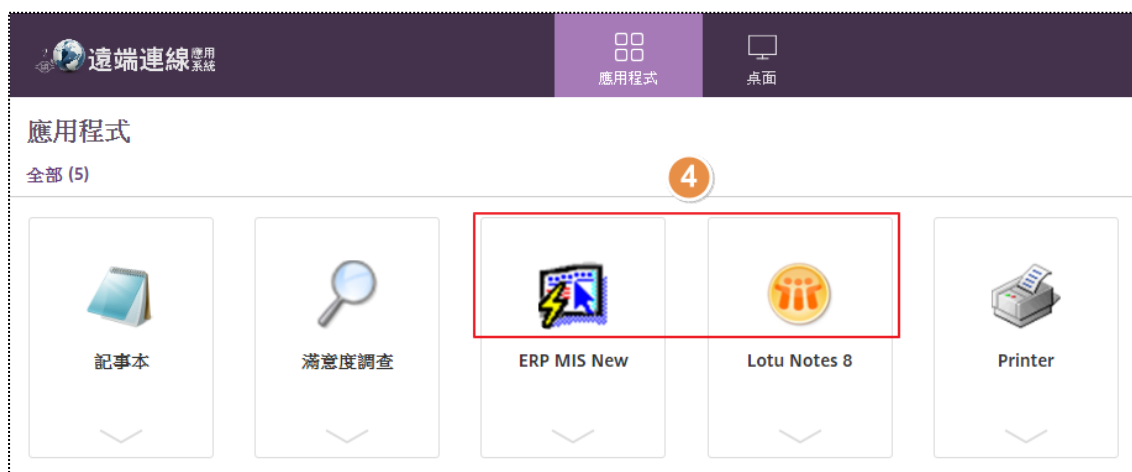 遠端連線應用系統
應用程式
桌面
應用程式
全部 (5)
4
記事本
滿意度調查
ERP MIS New
Lotu Notes 8
Printer